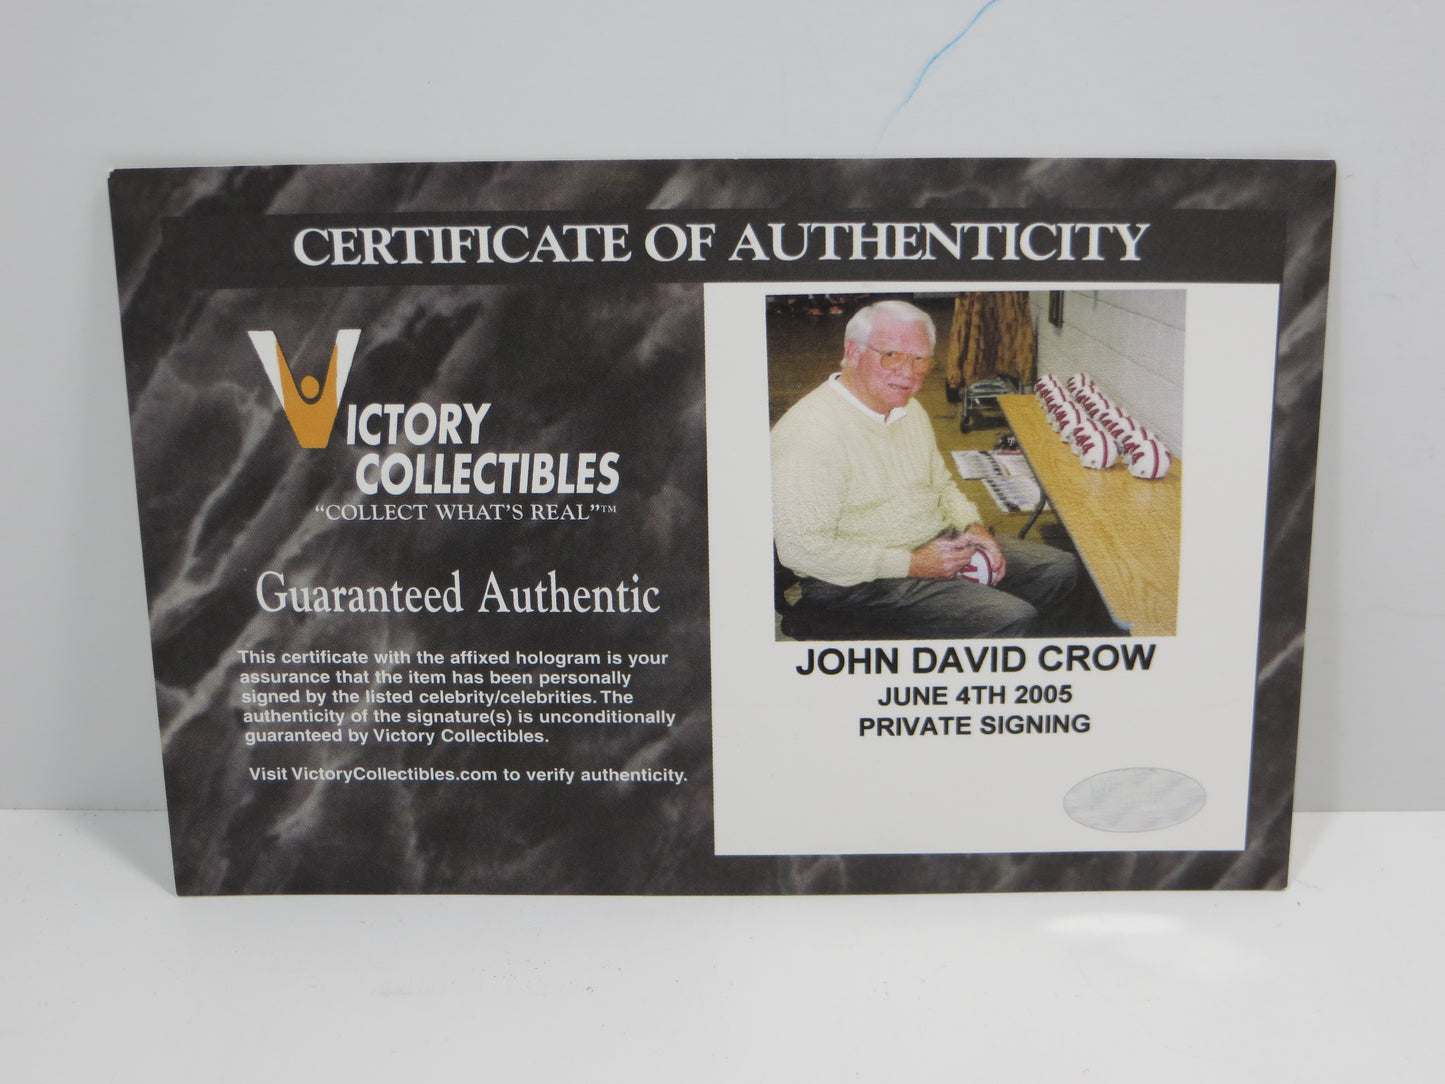 CERTIFICATE OF AUTHENTICITY
VICTORY
COLLECTIBLES
“COLLECT WHAT’S REAL”™
Guaranteed Authentic
This certificate with the affixed hologram is your
assurance that the item has been personally
signed by the listed celebrity/celebrities. The
authenticity of the signature(s) is unconditionally
guaranteed by Victory Collectibles.
Visit VictoryCollectibles.com to verify authenticity.
JOHN DAVID CROW
JUNE 4TH 2005
PRIVATE SIGNING